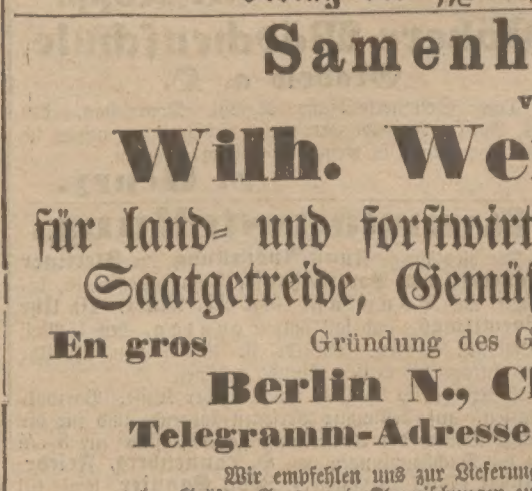 Samenh
Wilh. We
für land- und forstwirt
Saatgetreide, Gemüs
En gros Gründung des G
Berlin N., Ch
Telegramm-Adresse
Wir empfehlen uns zur Lieferung